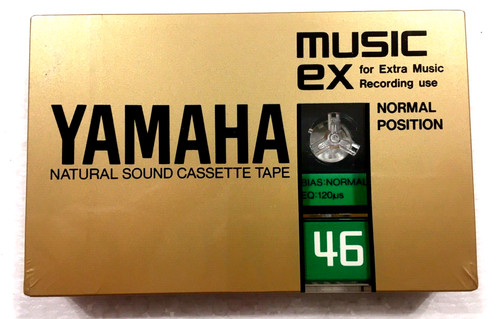 MUSIC
ex for Extra Music
Recording use
NORMAL
POSITION
YAMAHA
NATURAL SOUND CASSETTE TAPE
BIAS:NORMAL
EQ:120μs
46